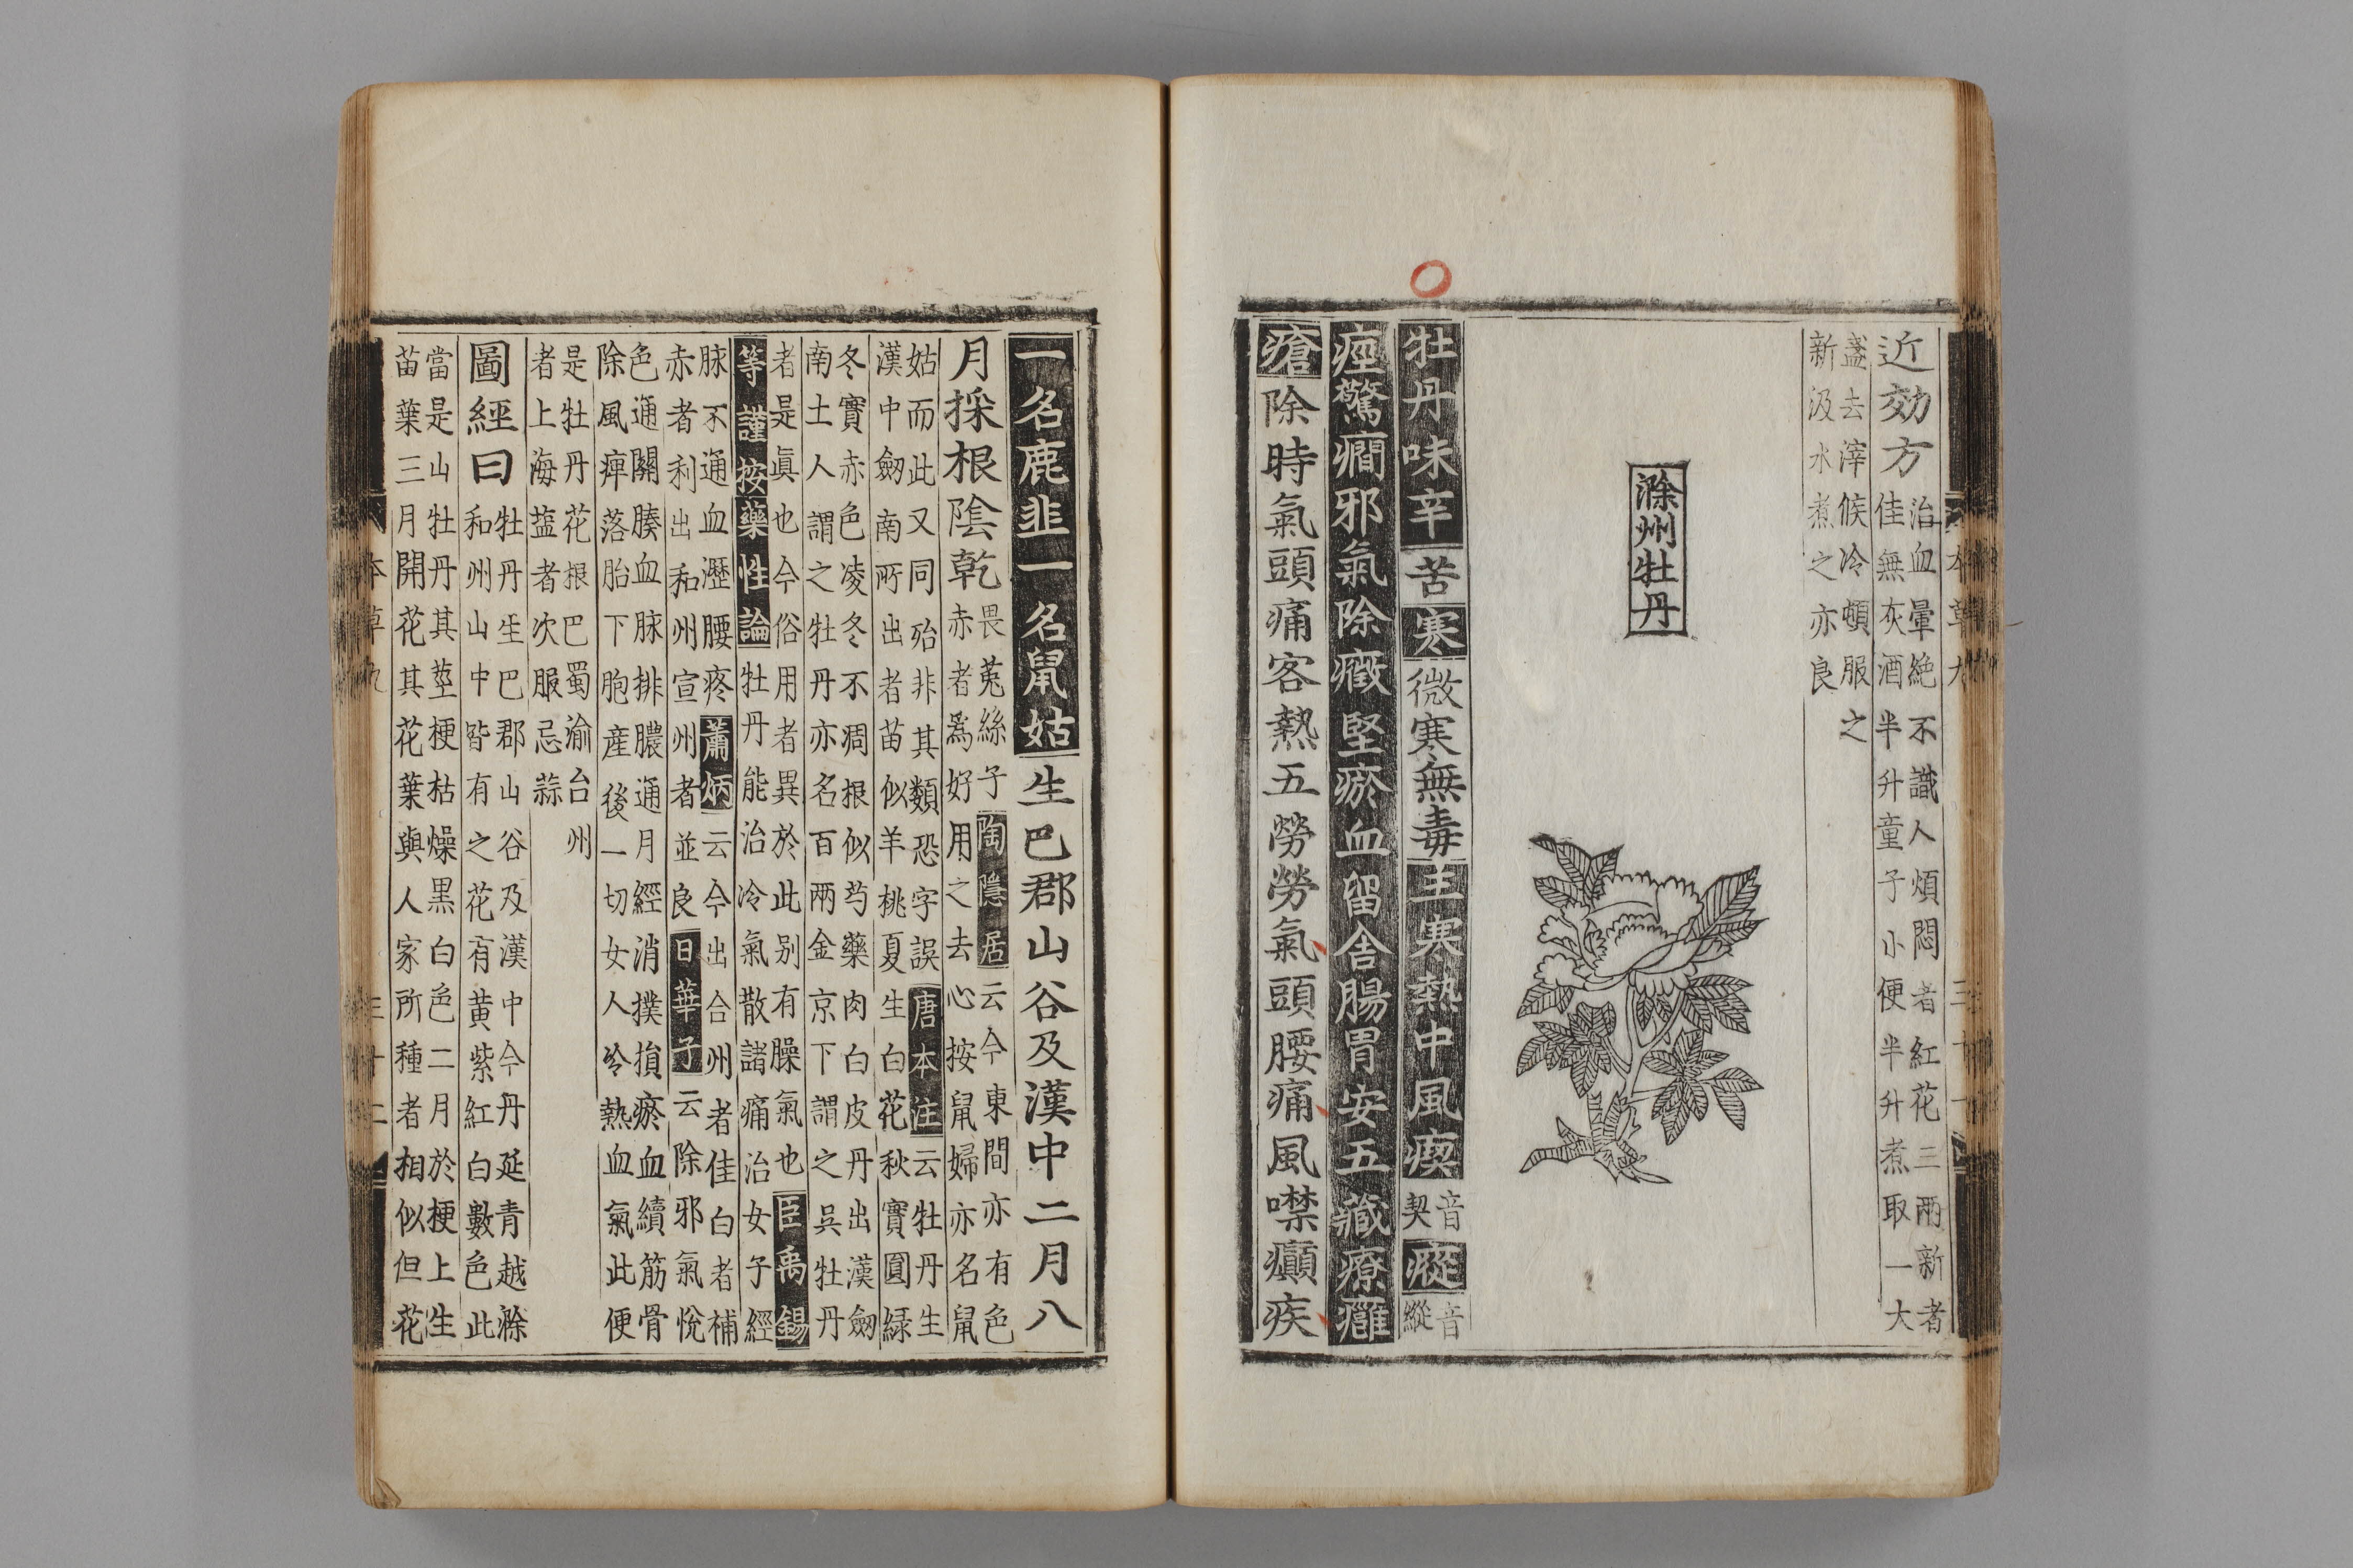 近効方治血暈絶不識人煩悶者紅花三兩新者
佳無灰酒半升童子小便半升煮取一大
盞去滓候冷頓服之
新汲水煮之亦良
滁州牡丹
牡丹味辛苦寒微寒無毒主寒熱中風瘈音契瘲音縱
痙驚癎邪氣除癥堅瘀血留舍腸胃安五藏療癰
瘡除時氣頭痛客熱五勞勞氣頭腰痛風噤癲疾
一名鹿韭一名鼠姑生巴郡山谷及漢中二月八
月採根陰乾畏菟絲子陶隱居云今東間亦有色
赤者爲好用之去心按鼠婦亦名鼠
姑而此又同殆非其類恐字誤唐本注云牡丹生
漢中劒南所出者苗似羊桃夏生白花秋實圓緑
冬實赤色凌冬不凋根似芍藥肉白皮丹出漢劒
南土人謂之牡丹亦名百兩金京下謂之吳牡丹
者是眞也今俗用者異於此别有臊氣也臣禹錫
等謹按藥性論牡丹能治冷氣散諸痛治女子經
脉不通血瀝腰疼蕭炳云今出合州者佳白者補
赤者利出和州宣州者並良日華子云除邪氣悅
色通關腠血脉排膿通月經消撲損瘀血續筋骨
除風痺落胎下胞産後一切女人冷熱血氣此便
是牡丹花根巴蜀渝台州
者上海鹽者次服忌蒜
圖經曰牡丹生巴郡山谷及漢中今丹延青越滁
和州山中皆有之花有黄紫紅白數色此
當是山牡丹其莖梗枯燥黒白色二月於梗上生
苗葉三月開花其花葉與人家所種者相似但花